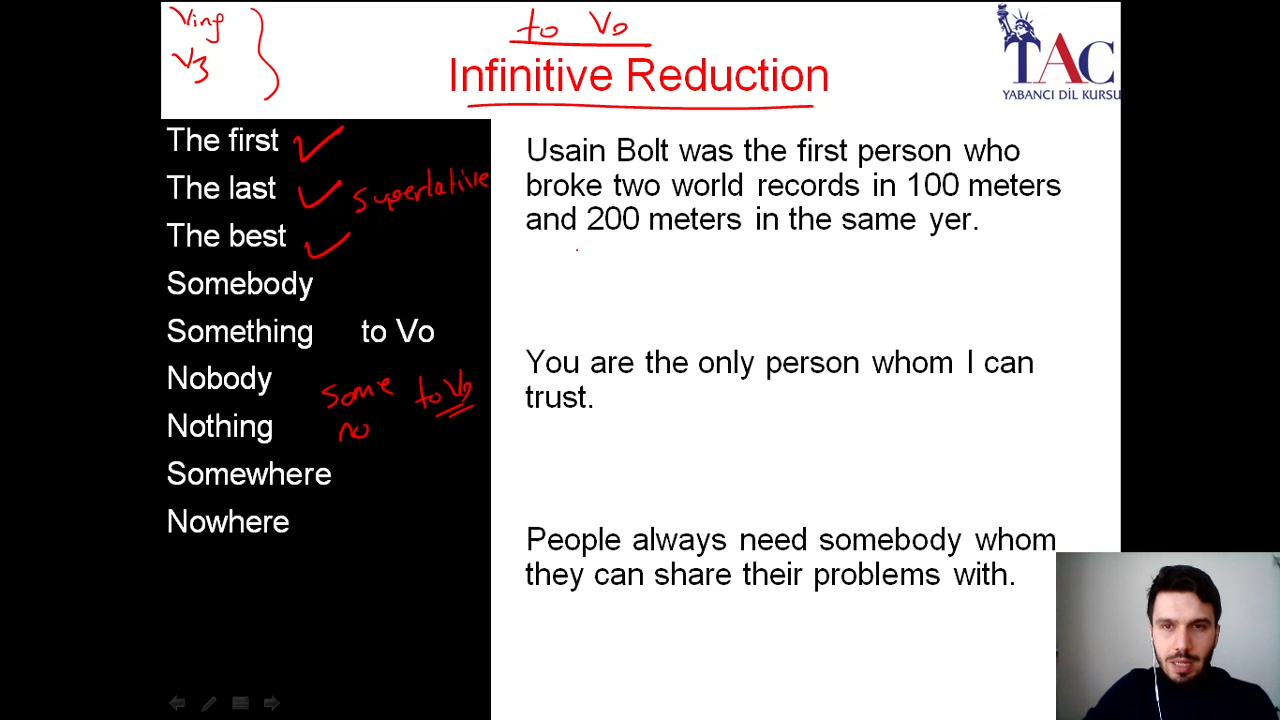 Ving
V3
to Vo
Infinitive Reduction
TAC
YABANCI DİL KURSU
The first
The last
Superlative
The best
Somebody
Something to Vo
Nobody
Some to Vo
Nothing
no
Somewhere
Nowhere
Usain Bolt was the first person who
broke two world records in 100 meters
and 200 meters in the same yer.
You are the only person whom I can
trust.
People always need somebody whom
they can share their problems with.